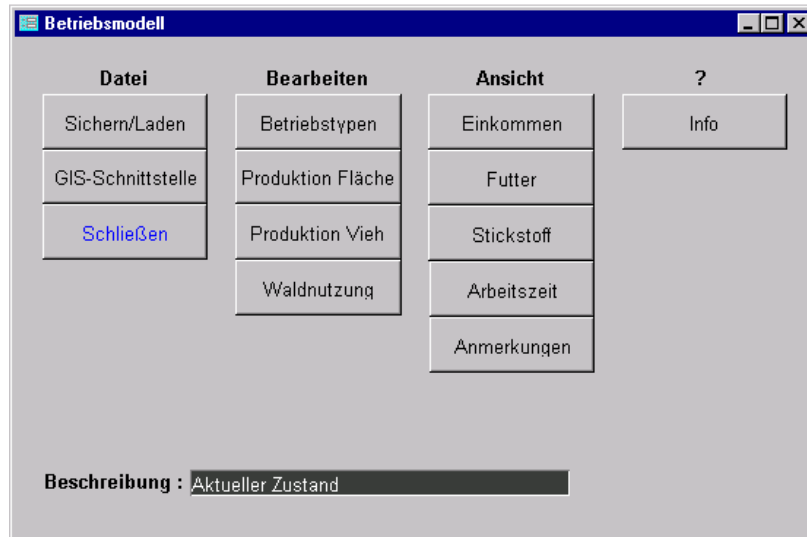 Betriebsmodell
Datei Bearbeiten Ansicht ?
Sichern/Laden Betriebstypen Einkommen Info
GIS-Schnittstelle Produktion Fläche Futter
Schließen Produktion Vieh Stickstoff
Waldnutzung Arbeitszeit
Anmerkungen
Beschreibung : Aktueller Zustand